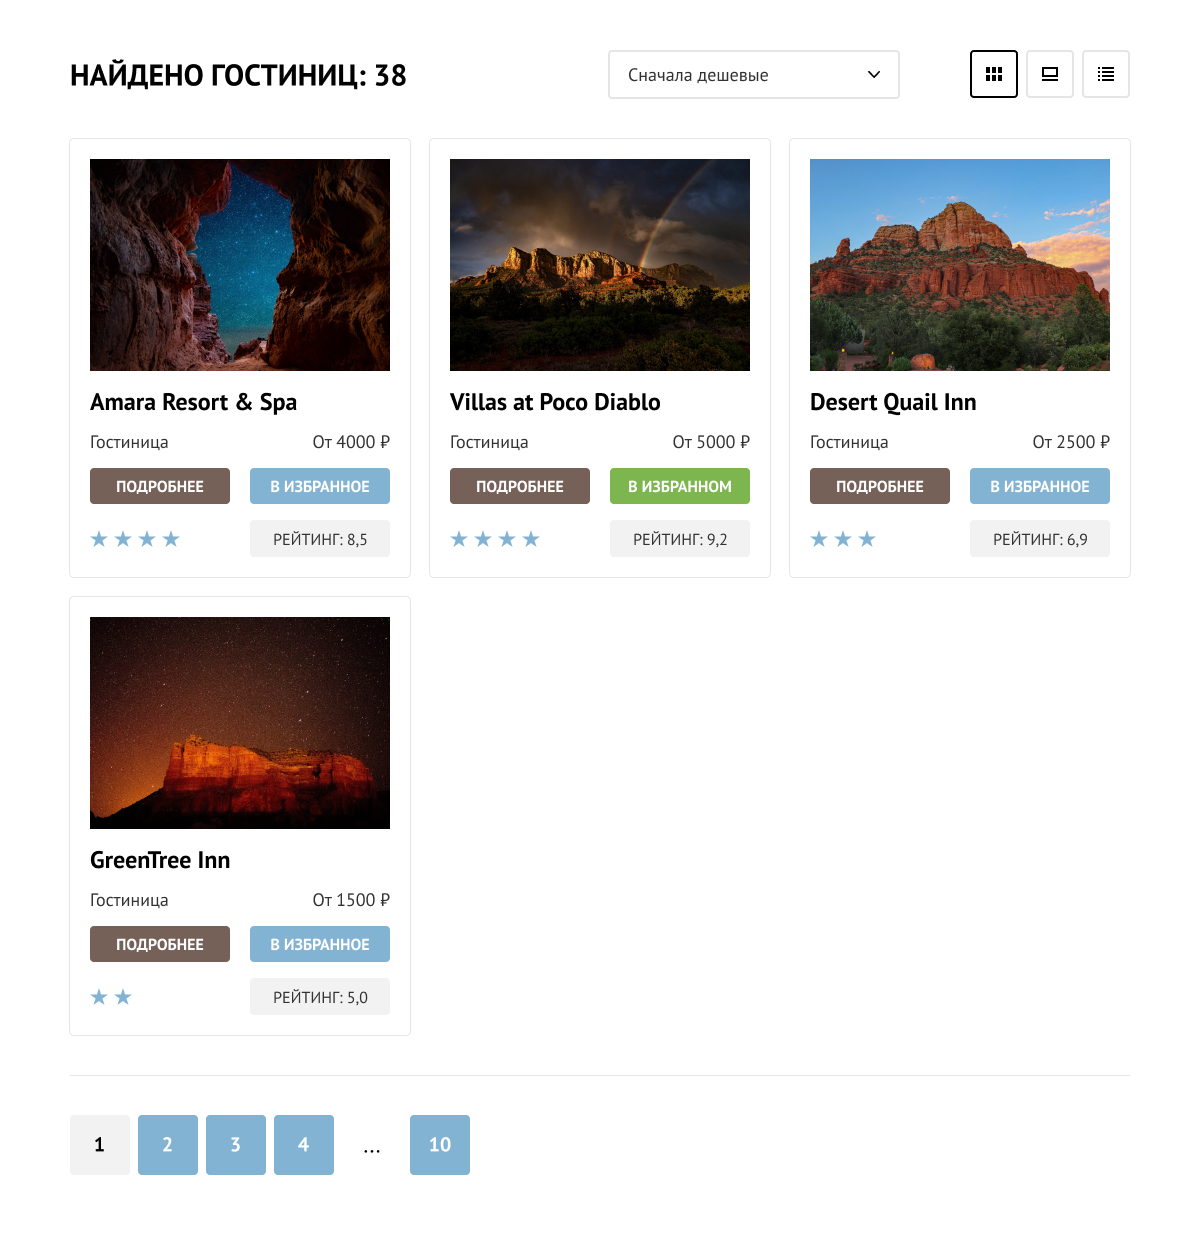 НАЙДЕНО ГОСТИНИЦ: 38
Сначала дешевые
Amara Resort & Spa
Гостиница От 4000 ₽
ПОДРОБНЕЕ В ИЗБРАННОЕ
РЕЙТИНГ: 8,5
Villas at Poco Diablo
Гостиница От 5000 ₽
ПОДРОБНЕЕ В ИЗБРАННОМ
РЕЙТИНГ: 9,2
Desert Quail Inn
Гостиница От 2500 ₽
ПОДРОБНЕЕ В ИЗБРАННОЕ
РЕЙТИНГ: 6,9
GreenTree Inn
Гостиница От 1500 ₽
ПОДРОБНЕЕ В ИЗБРАННОЕ
РЕЙТИНГ: 5,0
1 2 3 4 ... 10